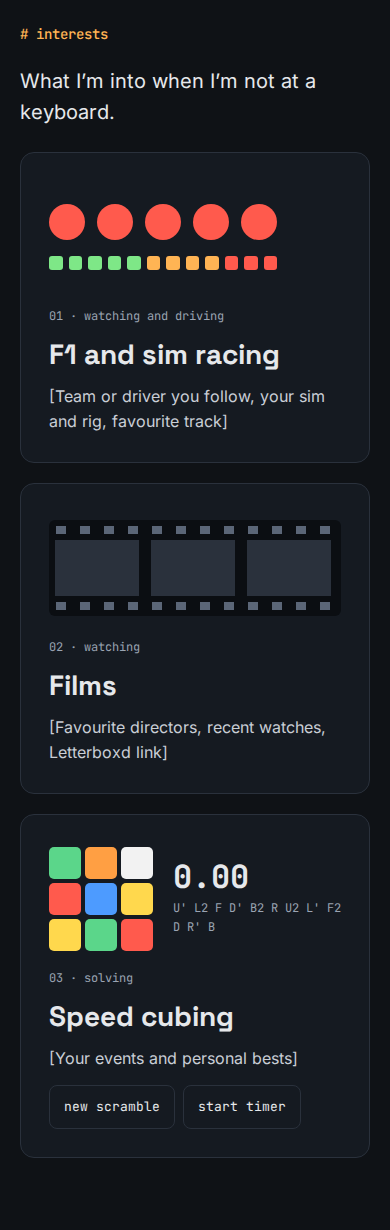 # interests
What I’m into when I’m not at a
keyboard.
01 · watching and driving
F1 and sim racing
[Team or driver you follow, your sim
and rig, favourite track]
02 · watching
Films
[Favourite directors, recent watches,
Letterboxd link]
0.00
U' L2 F D' B2 R U2 L' F2
D R' B
03 · solving
Speed cubing
[Your events and personal bests]
new scramble
start timer